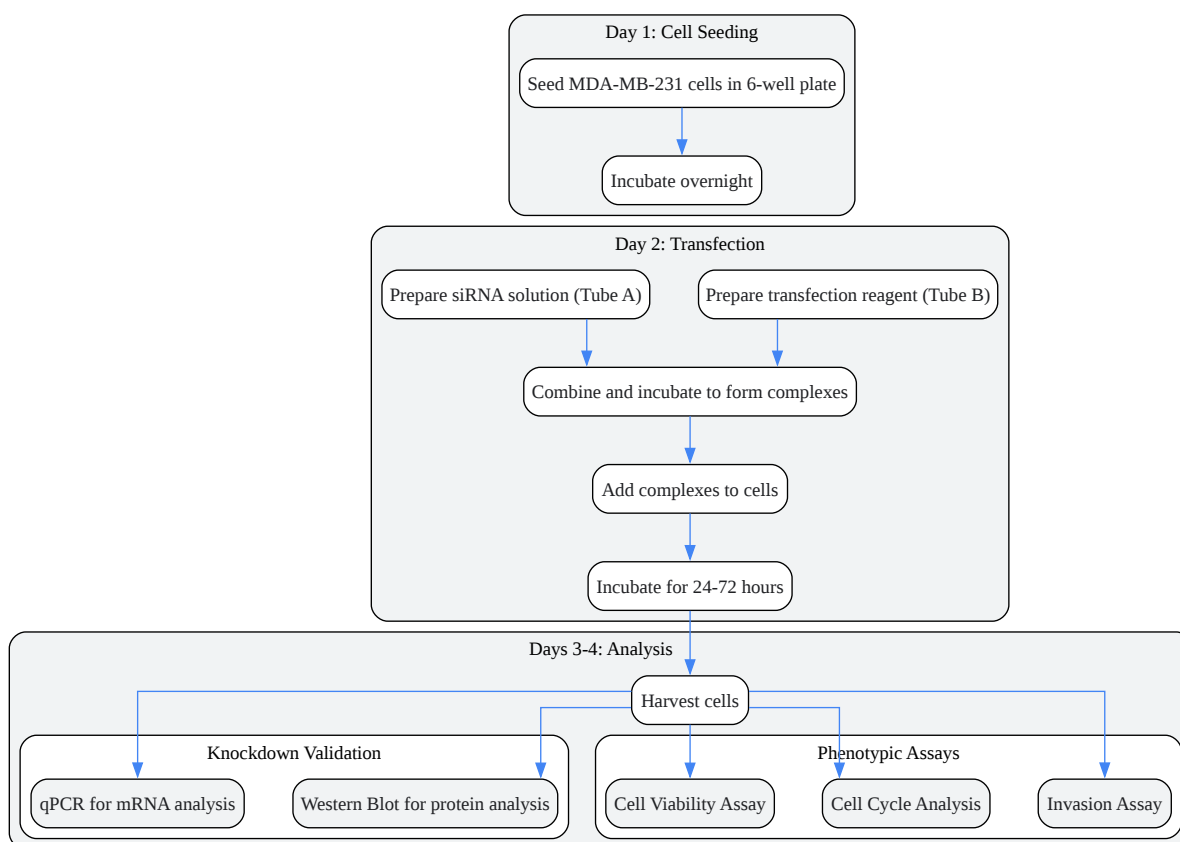 Day 1: Cell Seeding
Seed MDA-MB-231 cells in 6-well plate
Incubate overnight
Day 2: Transfection
Prepare siRNA solution (Tube A)
Prepare transfection reagent (Tube B)
Combine and incubate to form complexes
Add complexes to cells
Incubate for 24-72 hours
Days 3-4: Analysis
Harvest cells
Knockdown Validation
Phenotypic Assays
qPCR for mRNA analysis
Western Blot for protein analysis
Cell Viability Assay
Cell Cycle Analysis
Invasion Assay